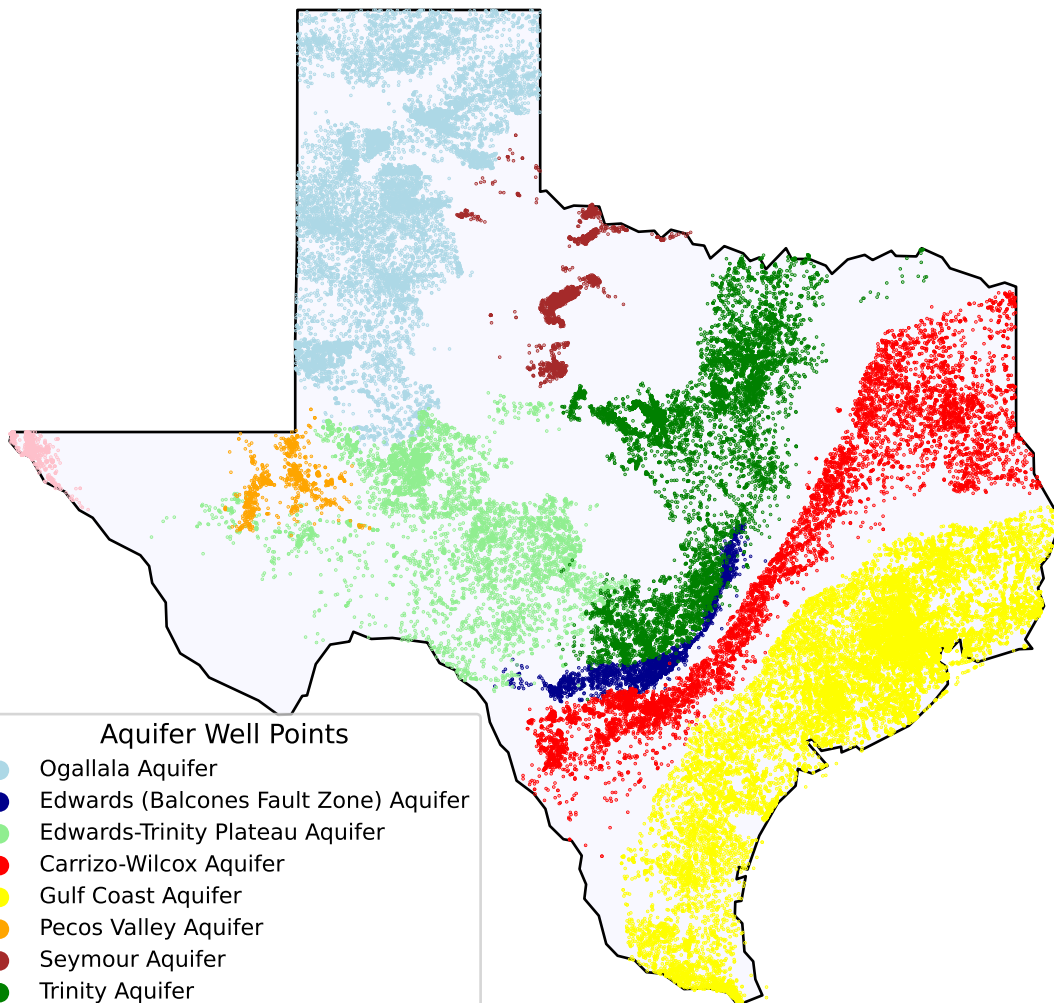 Aquifer Well Points
Ogallala Aquifer
Edwards (Balcones Fault Zone) Aquifer
Edwards-Trinity Plateau Aquifer
Carrizo-Wilcox Aquifer
Gulf Coast Aquifer
Pecos Valley Aquifer
Seymour Aquifer
Trinity Aquifer